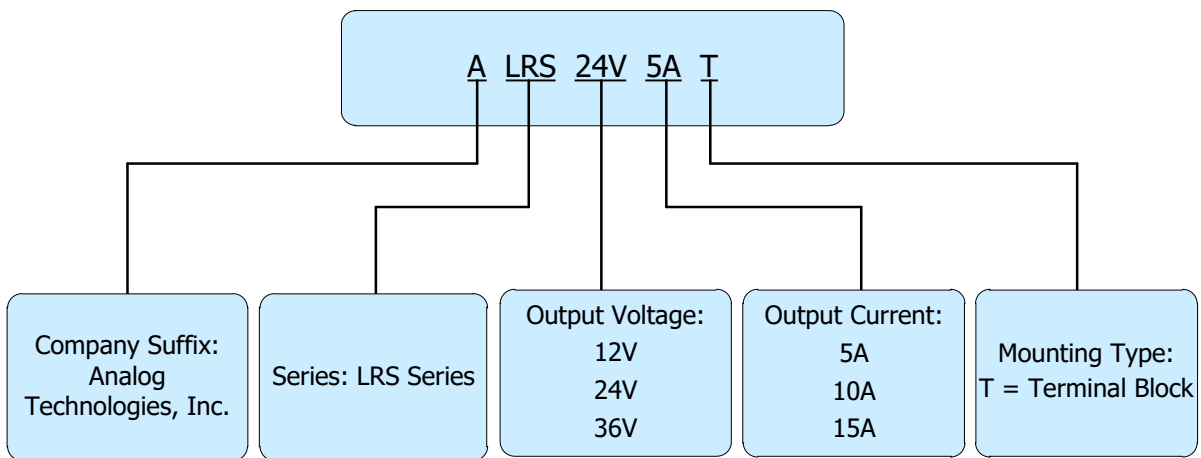 A LRS 24V 5A T
Company Suffix:
Analog
Technologies, Inc.
Series: LRS Series
Output Voltage:
12V
24V
36V
Output Current:
5A
10A
15A
Mounting Type:
T = Terminal Block